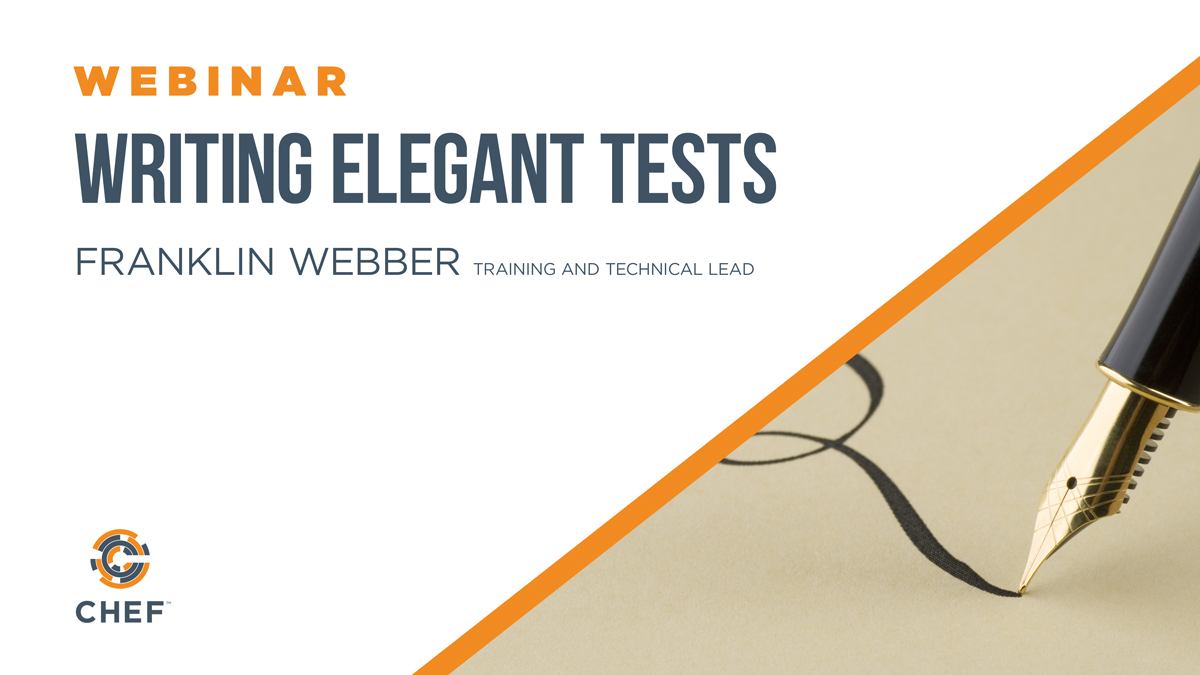 WEBINAR
WRITING ELEGANT TESTS
FRANKLIN WEBBER TRAINING AND TECHNICAL LEAD
CHEF™